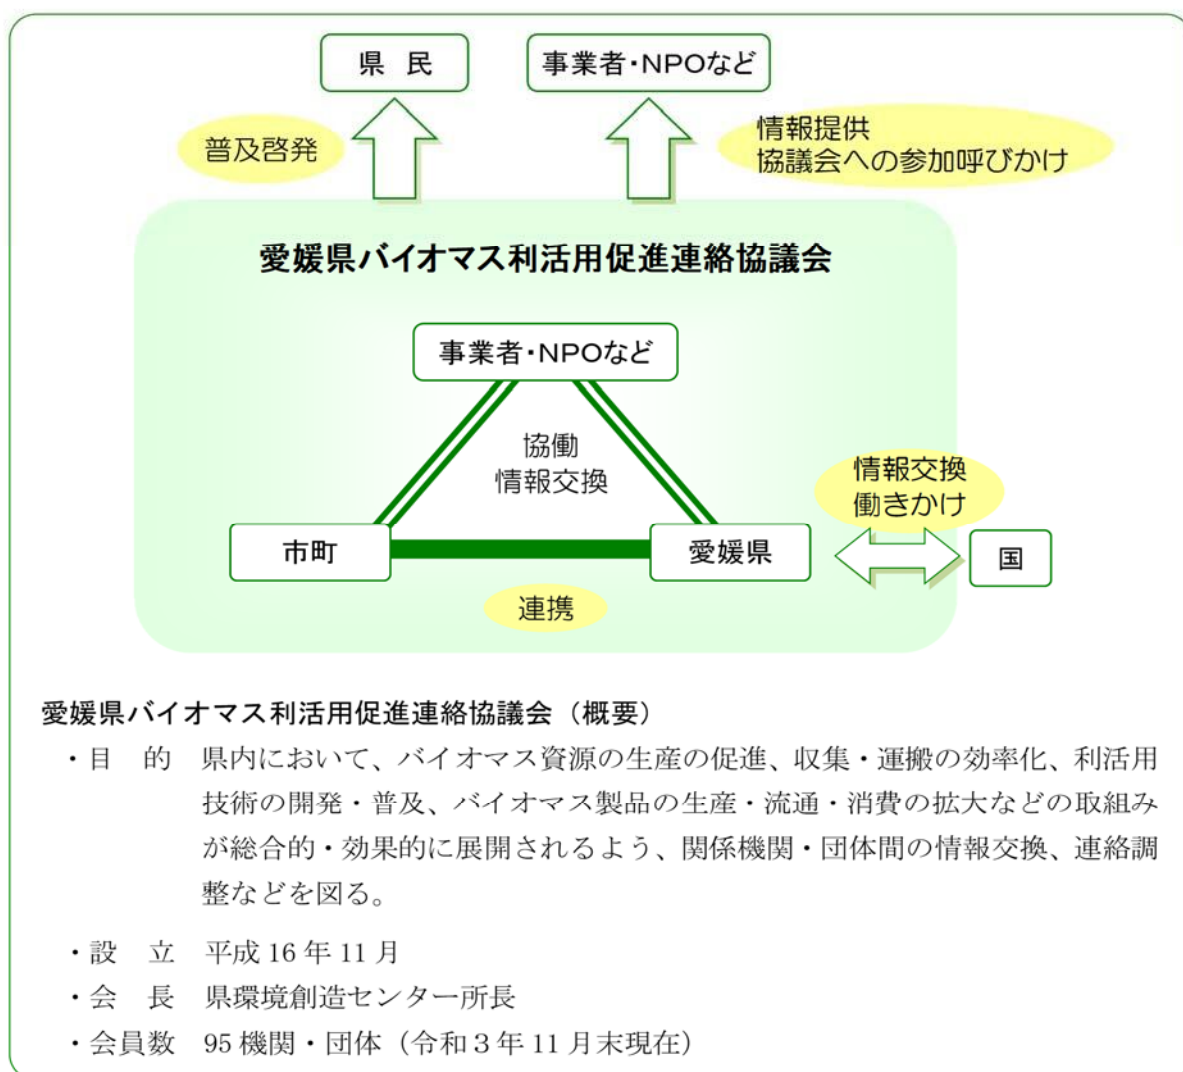 県 民
事業者・NPOなど
普及啓発
情報提供
協議会への参加呼びかけ
愛媛県バイオマス利活用促進連絡協議会
事業者・NPOなど
協働
情報交換
情報交換
働きかけ
市町
愛媛県
国
連携
愛媛県バイオマス利活用促進連絡協議会（概要）
・目　的　県内において、バイオマス資源の生産の促進、収集・運搬の効率化、利活用
技術の開発・普及、バイオマス製品の生産・流通・消費の拡大などの取組み
が総合的・効果的に展開されるよう、関係機関・団体間の情報交換、連絡調
整などを図る。
・設　立　平成 16 年 11 月
・会　長　県環境創造センター所長
・会員数　95 機関・団体（令和３年 11 月末現在）